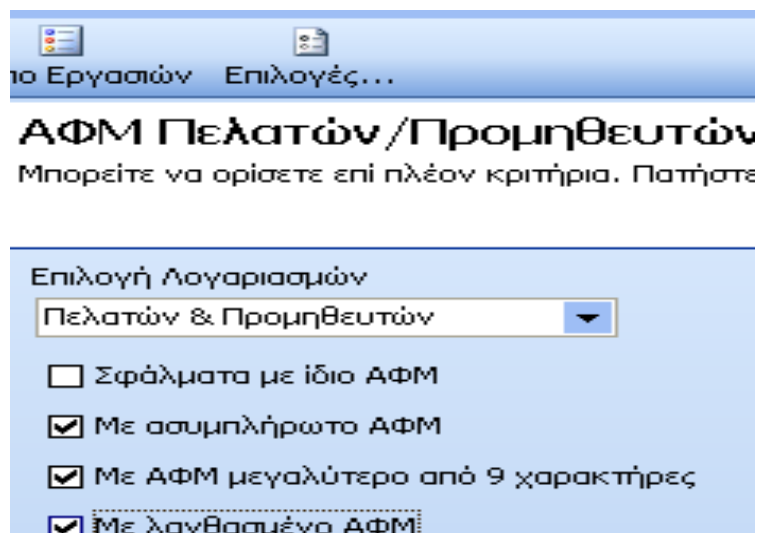 Εργασιών Επιλογές...
ΑΦΜ Πελατών/Προμηθευτών
Μπορείτε να ορίσετε επί πλέον κριτήρια. Πατήστε
Επιλογή Λογαριασμών
Πελατών & Προμηθευτών
Σφάλματα με ίδιο ΑΦΜ
Με ασυμπλήρωτο ΑΦΜ
Με ΑΦΜ μεγαλύτερο από 9 χαρακτήρες
Με λανθασμένο ΑΦΜ